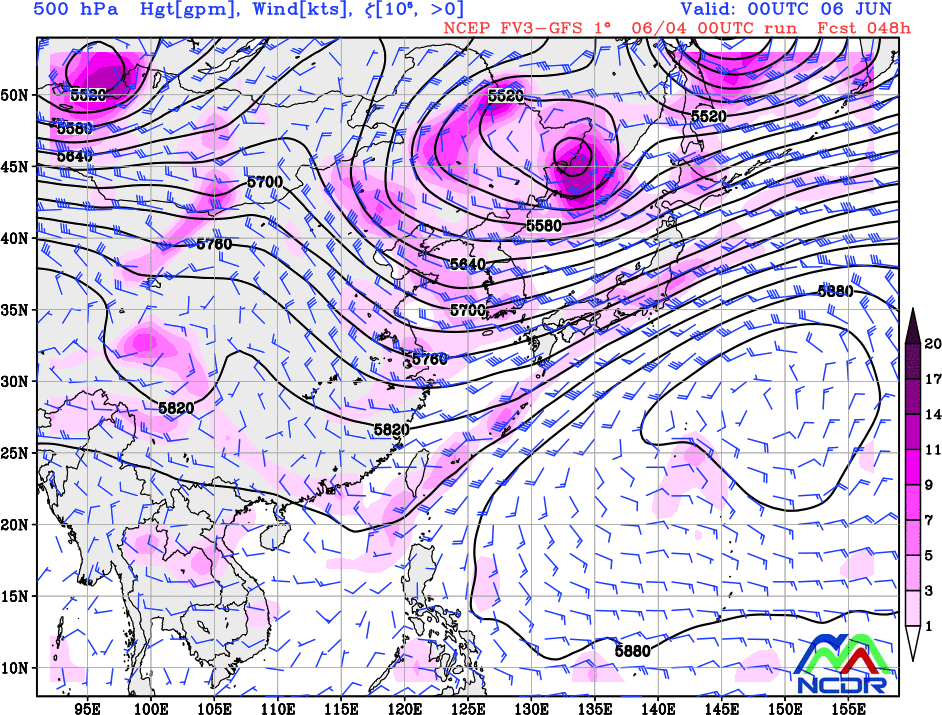 500 hPa Hgt[gpm], Wind[kts], ζ[10⁵, >0] Valid: 00UTC 06 JUN
NCEP FV3-GFS 1° 06/04 00UTC run Fcst 048h
50N 5520 5520 5520
5580
5640
45N
5700
5580
40N 5760
5640
35N 5700 5880
5760
30N
5820
5820
25N
20N
15N
5880
10N
95E 100E 105E 110E 115E 120E 125E 130E 135E 140E 145E 150E 155E
20
17
14
11
9
7
5
3
1
NCDR